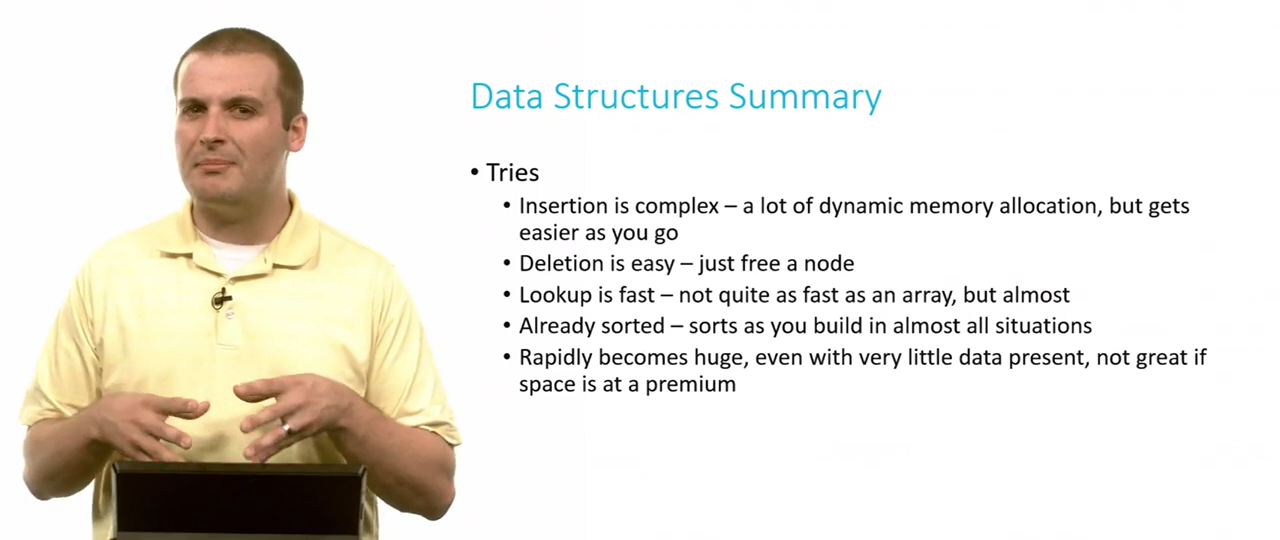 Data Structures Summary
• Tries
• Insertion is complex – a lot of dynamic memory allocation, but gets
easier as you go
• Deletion is easy – just free a node
• Lookup is fast – not quite as fast as an array, but almost
• Already sorted – sorts as you build in almost all situations
• Rapidly becomes huge, even with very little data present, not great if
space is at a premium